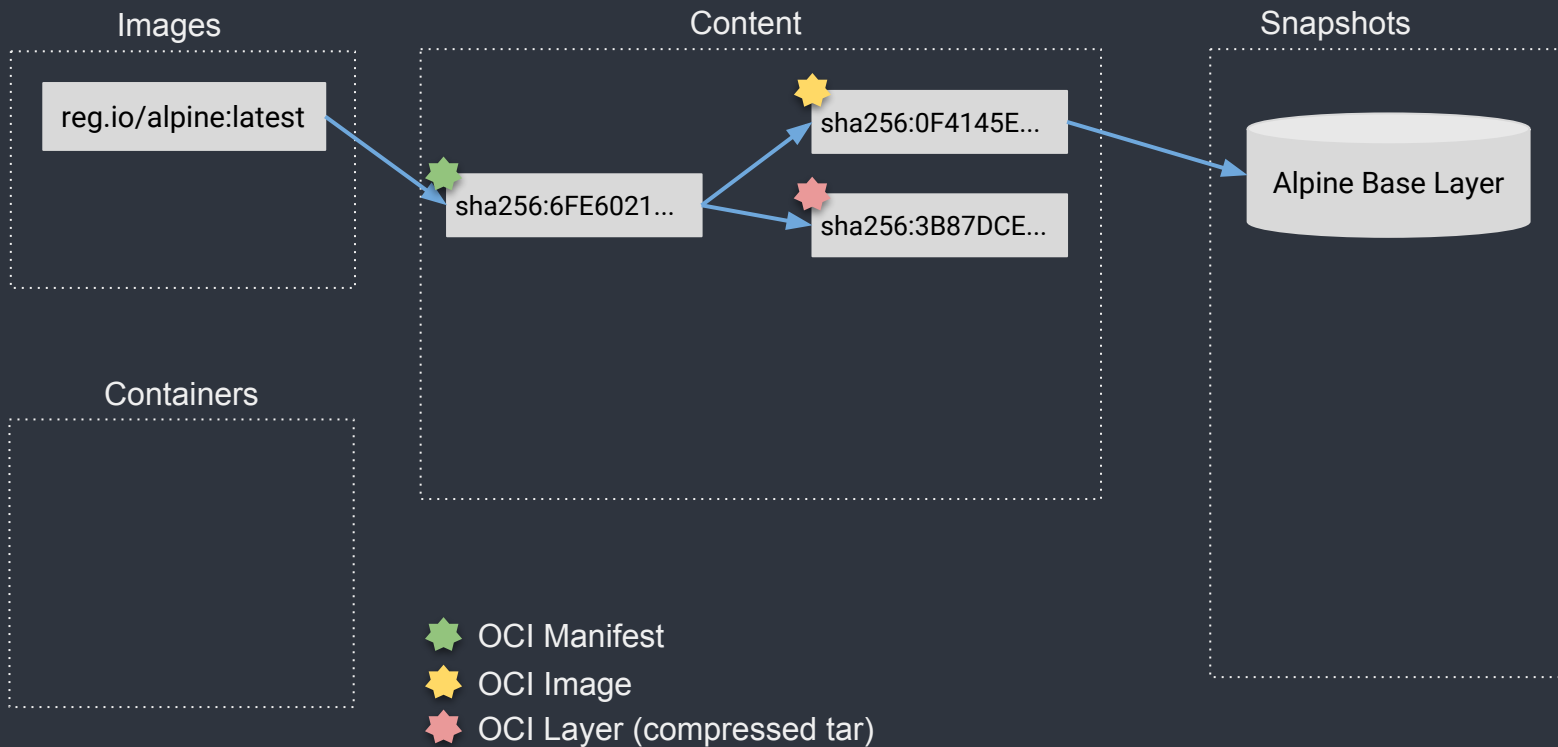 Images
Content
Snapshots
reg.io/alpine:latest
sha256:6FE6021...
sha256:0F4145E...
sha256:3B87DCE...
Alpine Base Layer
Containers
OCI Manifest
OCI Image
OCI Layer (compressed tar)